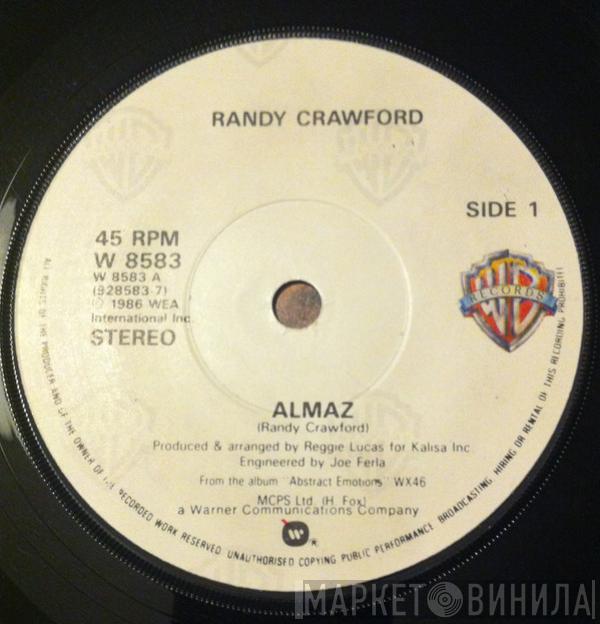 RANDY CRAWFORD
SIDE 1
45 RPM
W 8583
W 8583 A
(928583-7)
℗ 1986 WEA
International Inc.
STEREO
WB
RECORDS
ALMAZ
(Randy Crawford)
Produced & arranged by Reggie Lucas for Kalisa Inc
Engineered by Joe Ferla
From the album "Abstract Emotions" WX46
MCPS Ltd. (H. Fox)
a Warner Communications Company
ALL RIGHTS OF THE PRODUCER AND OF THE OWNER OF THE RECORDED WORK RESERVED. UNAUTHORISED COPYING PUBLIC PERFORMANCE BROADCASTING HIRING OR RENTAL OF THIS RECORDING PROHIBITED
МАРКЕТ ВИНИЛА